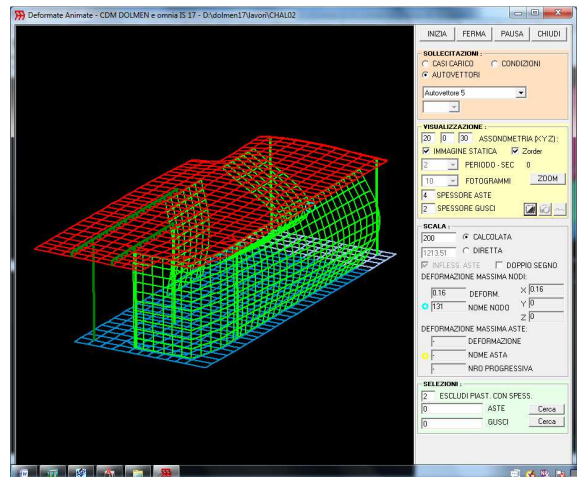 Deformate Animate - CDM DOLMEN e omnia IS 17 - D:\dolmen17\lavori\CHAL02
INIZIA FERMA PAUSA CHIUDI
SOLLECITAZIONI :
CASI CARICO CONDIZIONI
AUTOVETTORI
Autovettore 5
VISUALIZZAZIONE :
20 0 30 ASSONOMETRIA (XYZ):
IMMAGINE STATICA Zorder
2 PERIODO - SEC 0
10 FOTOGRAMMI ZOOM
4 SPESSORE ASTE
2 SPESSORE GUSCI
SCALA :
200 CALCOLATA
1213.51 DIRETTA
INFLESS. ASTE DOPPIO SEGNO
DEFORMAZIONE MASSIMA NODI:
0.16 DEFORM. X 0.16
131 NOME NODO Y 0
Z 0
DEFORMAZIONE MASSIMA ASTE:
- DEFORMAZIONE
- NOME ASTA
- NRO PROGRESSIVA
SELEZIONI :
2 ESCLUDI PIAST. CON SPESS.
0 ASTE Cerca
0 GUSCI Cerca